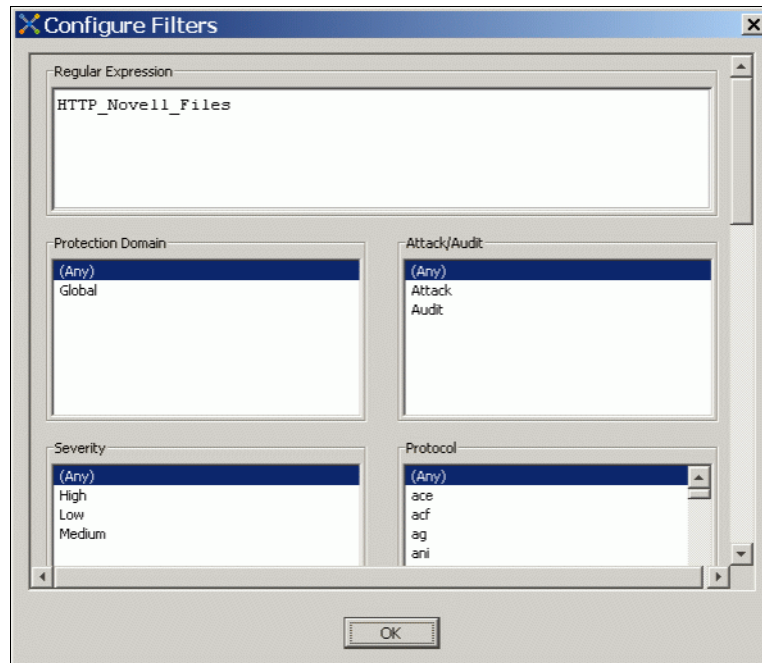 Configure Filters
Regular Expression
HTTP_Novell_Files
Protection Domain
(Any)
Global
Attack/Audit
(Any)
Attack
Audit
Severity
(Any)
High
Low
Medium
Protocol
(Any)
ace
acf
ag
ani
OK